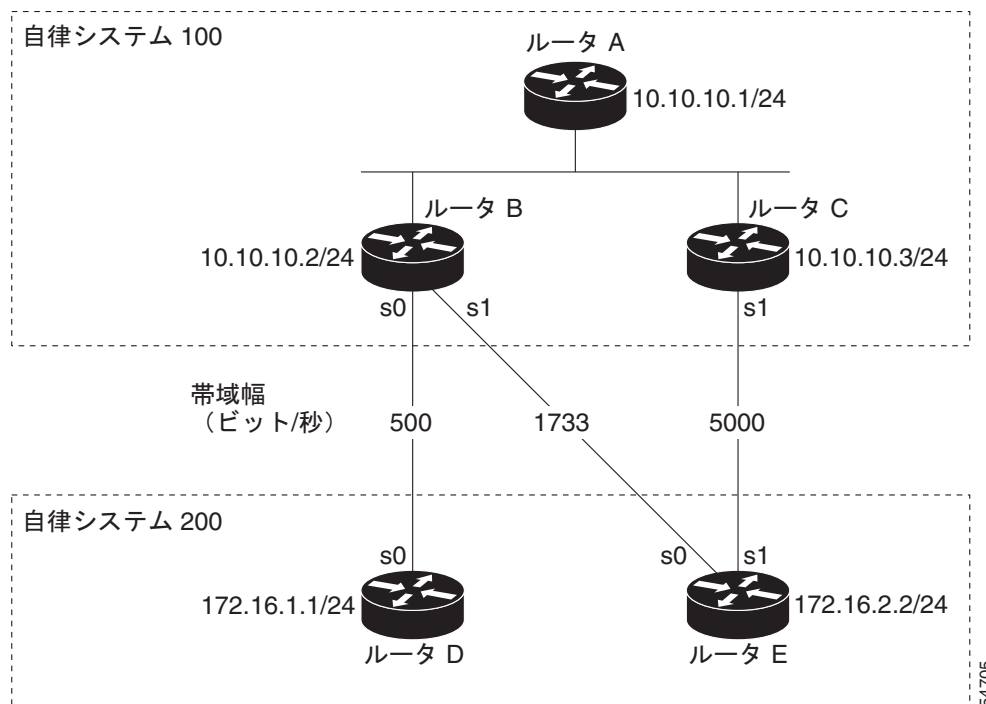 自律システム 100
ルータ A
10.10.10.1/24
ルータ B
ルータ C
10.10.10.2/24
10.10.10.3/24
s0
s1
s1
帯域幅
（ビット/秒）
500
1733
5000
自律システム 200
s0
s0
s1
172.16.1.1/24
172.16.2.2/24
ルータ D
ルータ E